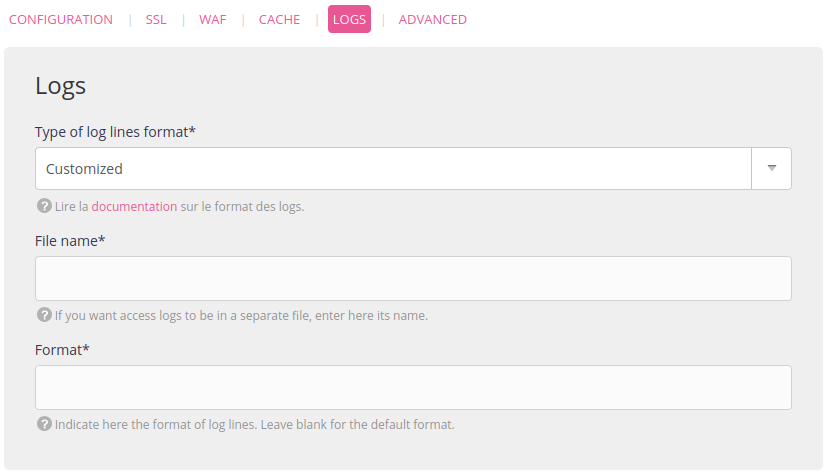 CONFIGURATION | SSL | WAF | CACHE | LOGS | ADVANCED
Logs
Type of log lines format*
Customized
? Lire la documentation sur le format des logs.
File name*
? If you want access logs to be in a separate file, enter here its name.
Format*
? Indicate here the format of log lines. Leave blank for the default format.